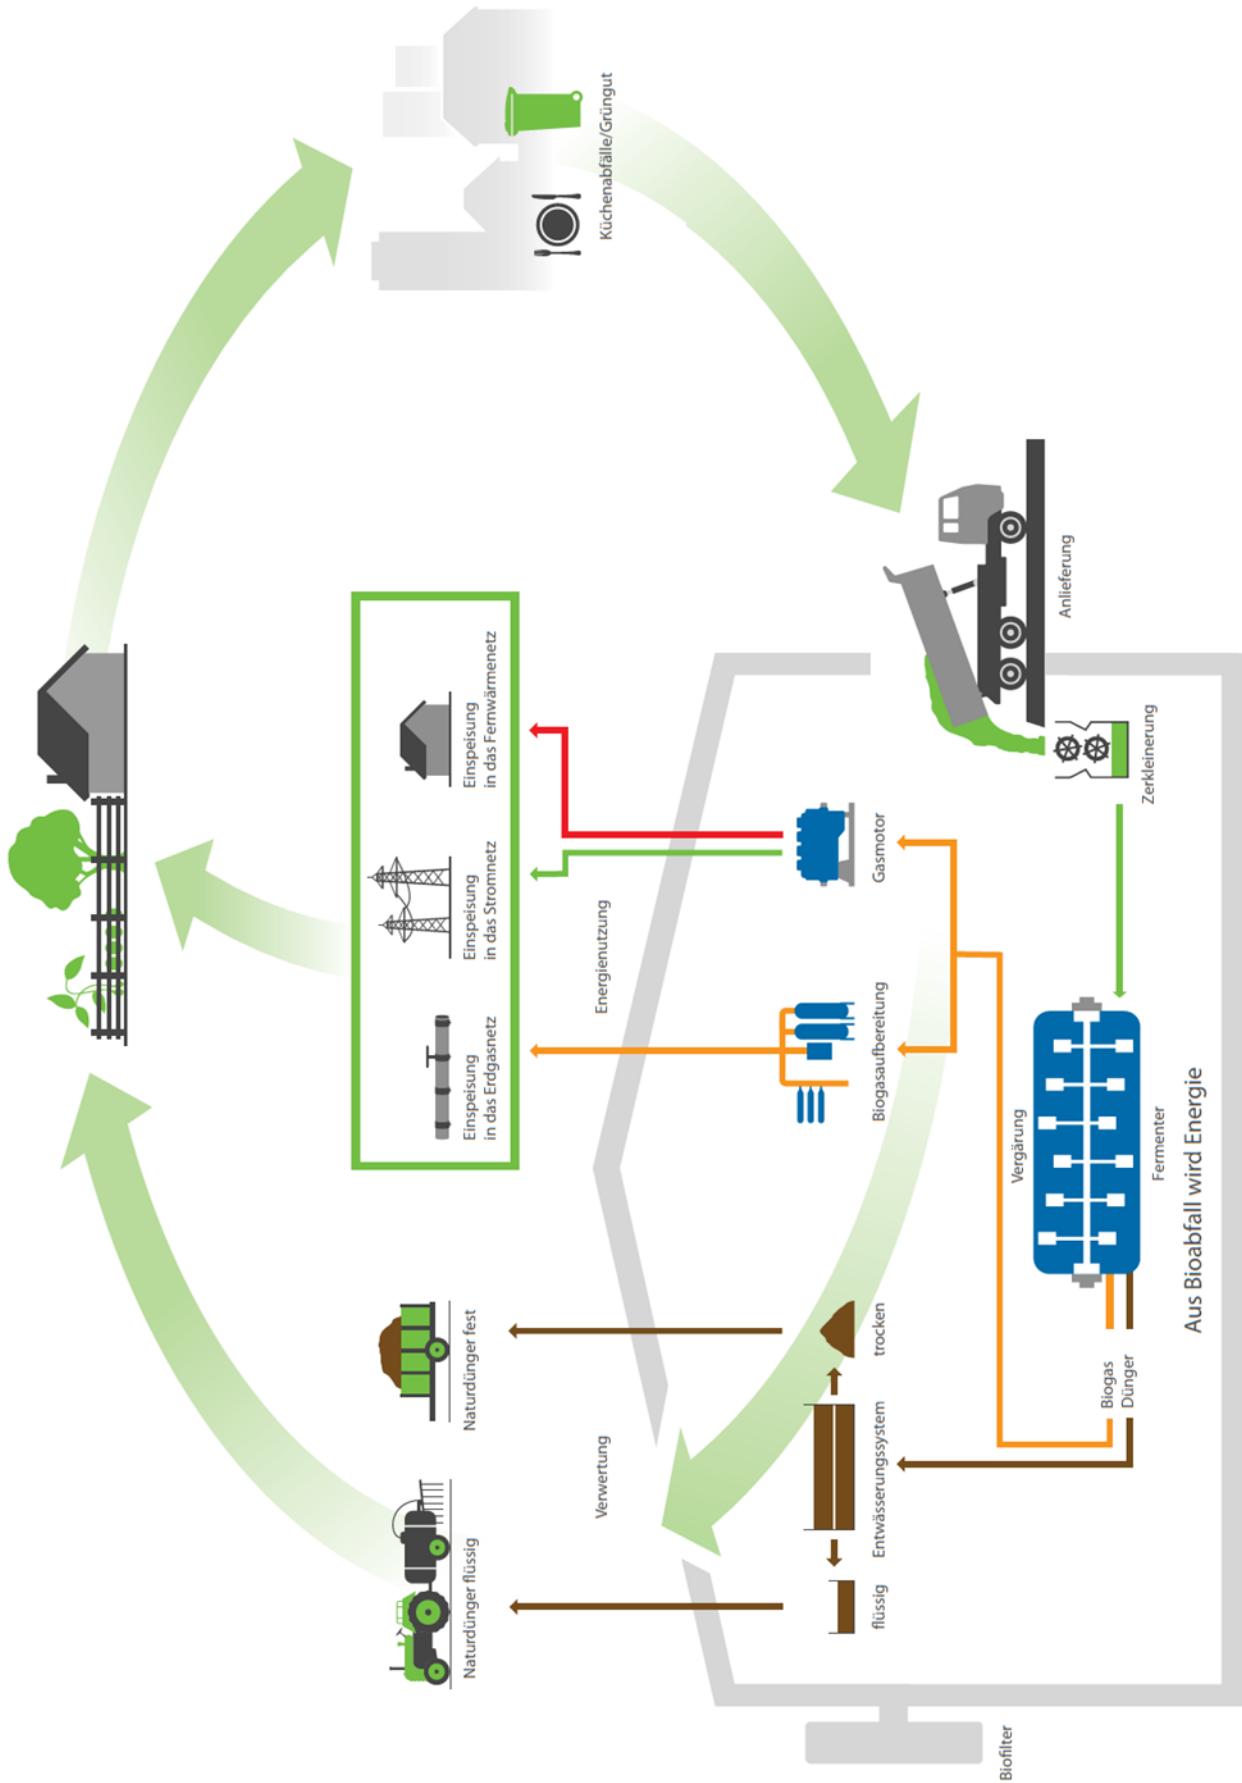 Naturdünger flüssig
Naturdünger fest
Einspeisung
in das Erdgasnetz
Einspeisung
in das Stromnetz
Einspeisung
in das Fernwärmenetz
Küchenabfälle/Grüngut
Verwertung
Energienutzung
flüssig
Entwässerungssystem
trocken
Biogasaufbereitung
Gasmotor
Biofilter
Vergärung
Anlieferung
Biogas
Dünger
Fermenter
Zerkleinerung
Aus Bioabfall wird Energie